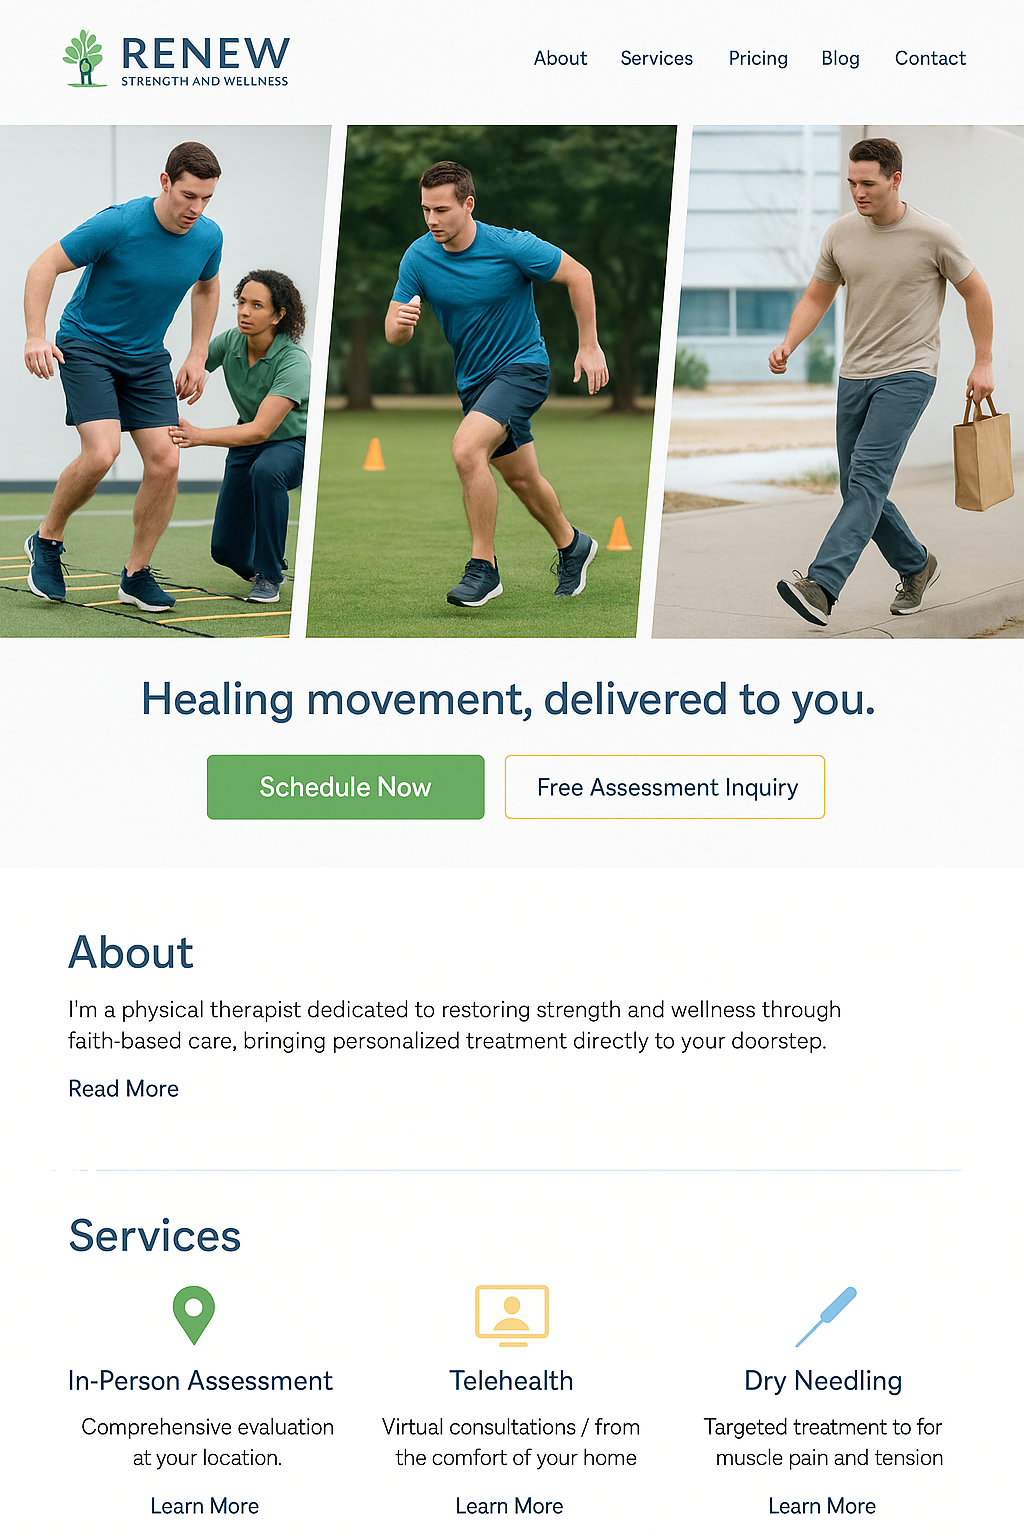 RENEW
STRENGTH AND WELLNESS
About Services Pricing Blog Contact
Healing movement, delivered to you.
Schedule Now
Free Assessment Inquiry
About
I'm a physical therapist dedicated to restoring strength and wellness through
faith-based care, bringing personalized treatment directly to your doorstep.
Read More
Services
In-Person Assessment
Comprehensive evaluation
at your location.
Learn More
Telehealth
Virtual consultations / from
the comfort of your home
Learn More
Dry Needling
Targeted treatment to for
muscle pain and tension
Learn More